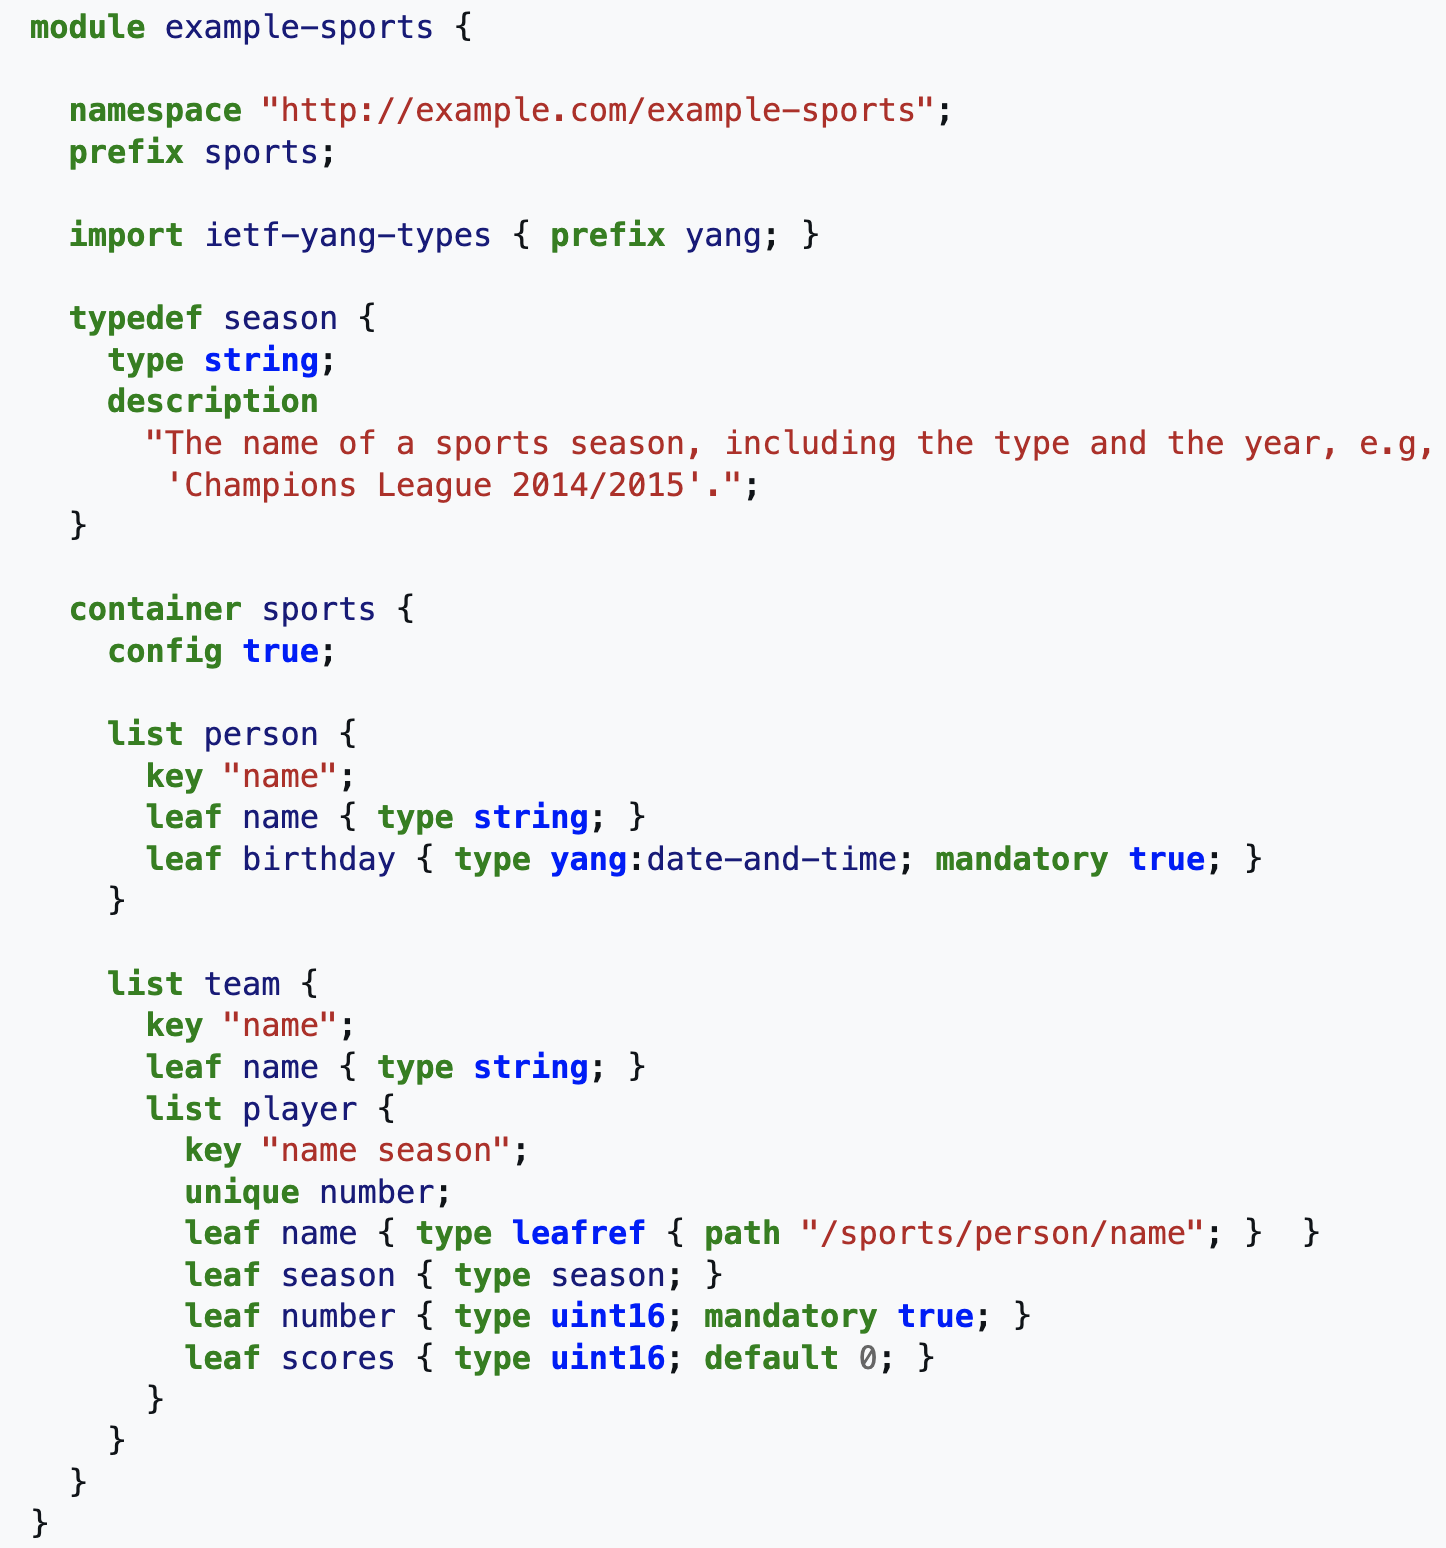 module example-sports {

  namespace "http://example.com/example-sports";
  prefix sports;

  import ietf-yang-types { prefix yang; }

  typedef season {
    type string;
    description
      "The name of a sports season, including the type and the year, e.g,
       'Champions League 2014/2015'.";
  }

  container sports {
    config true;

    list person {
      key "name";
      leaf name { type string; }
      leaf birthday { type yang:date-and-time; mandatory true; }
    }

    list team {
      key "name";
      leaf name { type string; }
      list player {
        key "name season";
        unique number;
        leaf name { type leafref { path "/sports/person/name"; }  }
        leaf season { type season; }
        leaf number { type uint16; mandatory true; }
        leaf scores { type uint16; default 0; }
      }
    }
  }
}